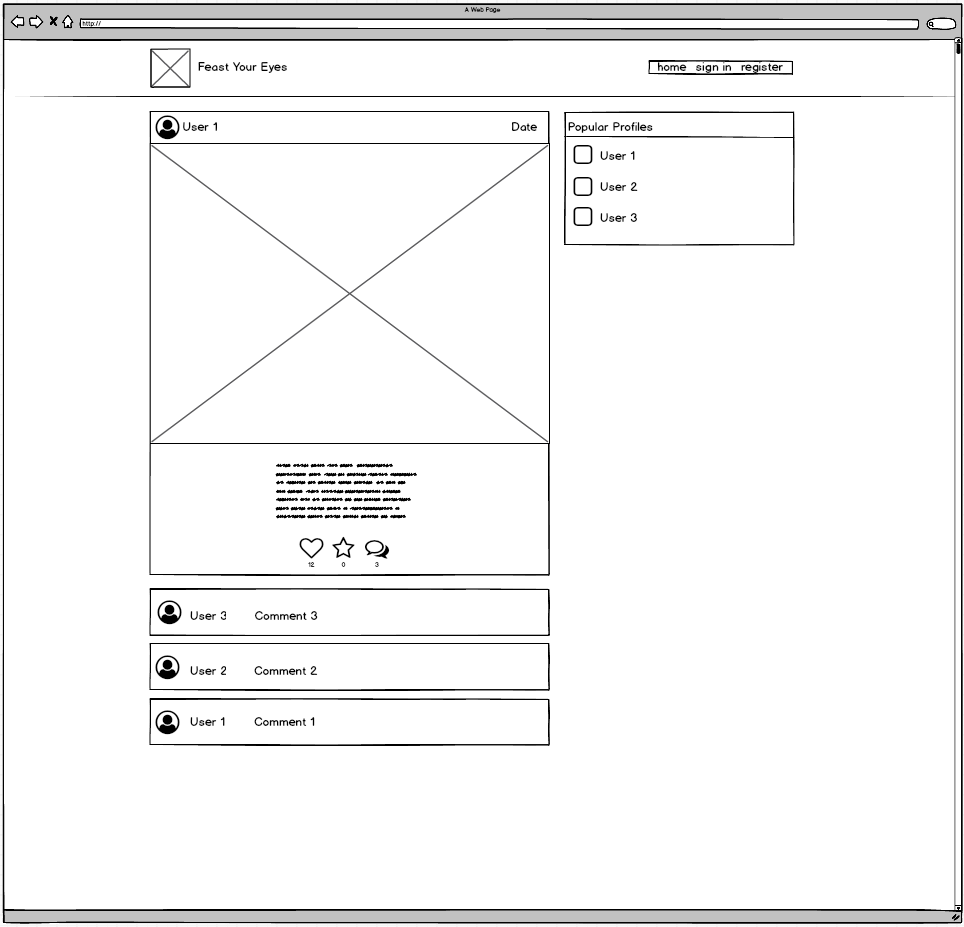 A Web Page
http://
Feast Your Eyes
home sign in register
User 1 Date
12 0 3
User 3 Comment 3
User 2 Comment 2
User 1 Comment 1
Popular Profiles
User 1
User 2
User 3